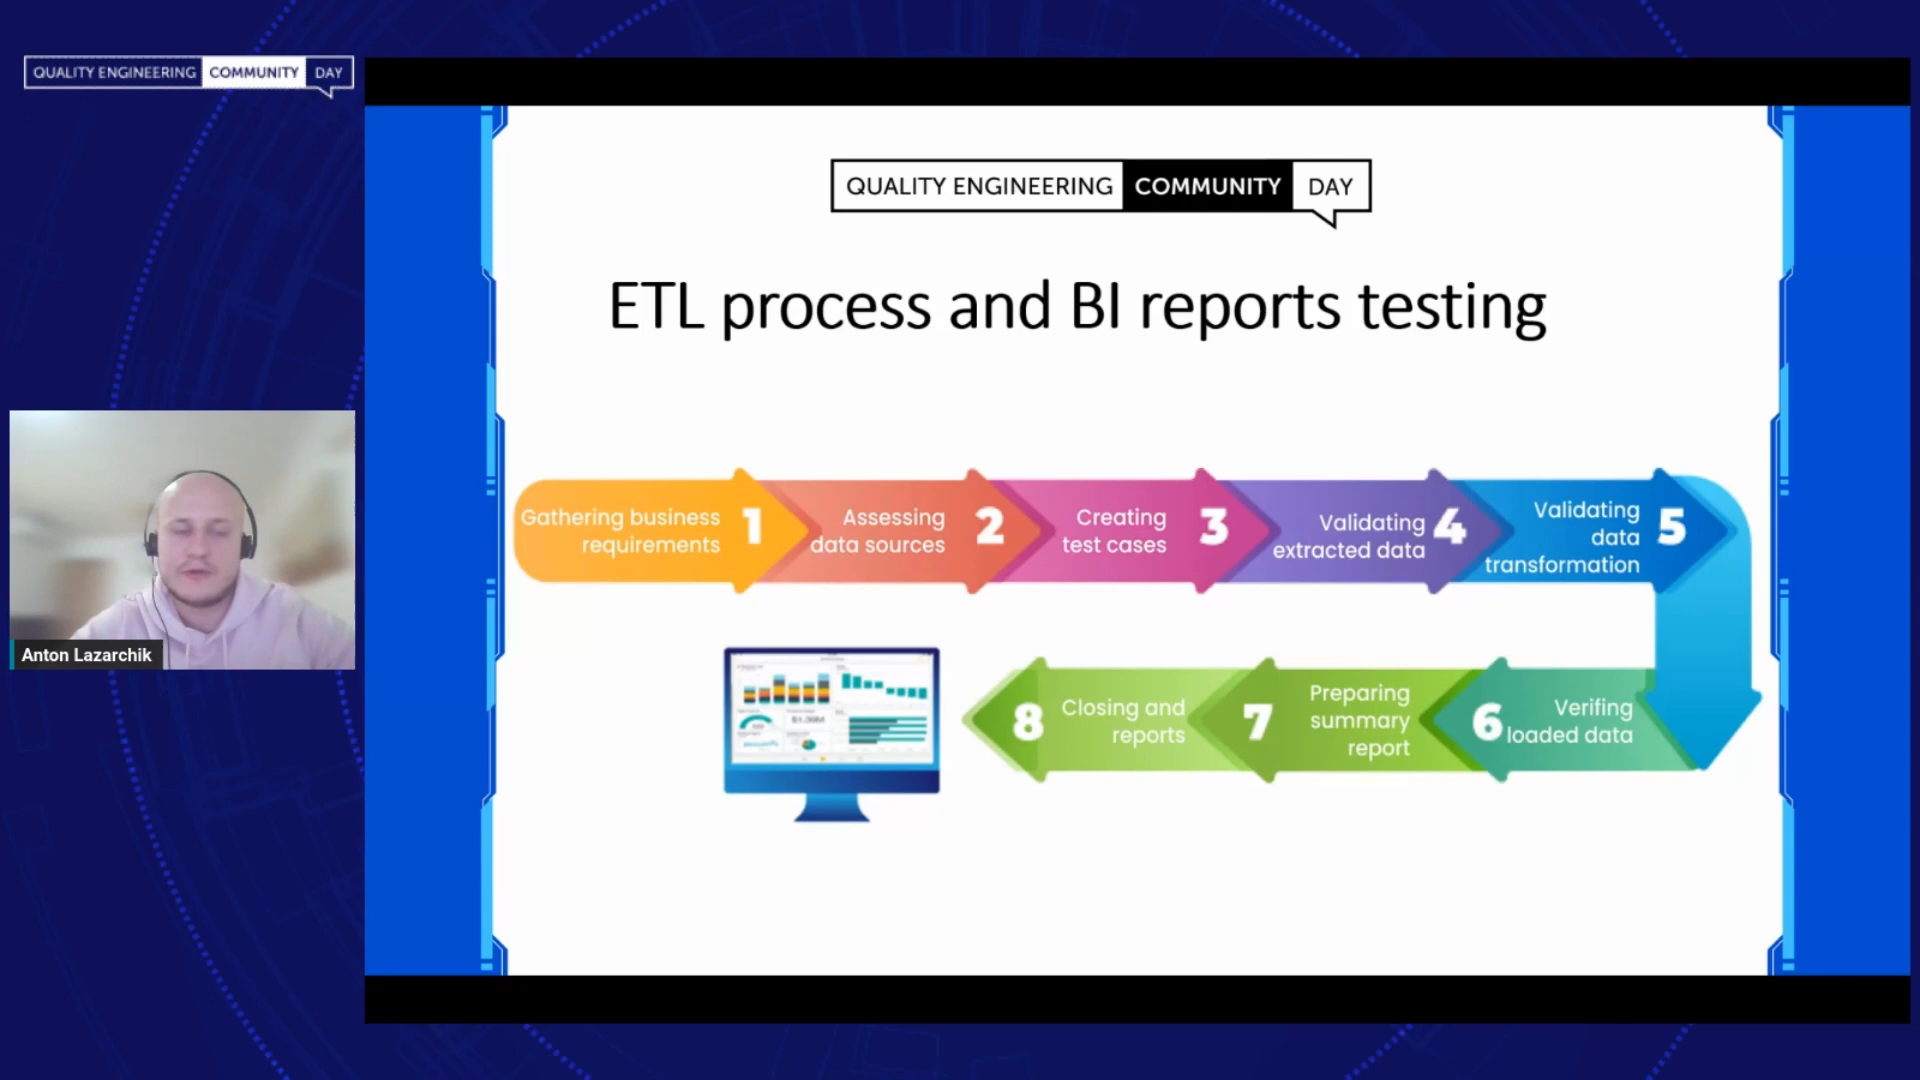 QUALITY ENGINEERING COMMUNITY DAY
QUALITY ENGINEERING COMMUNITY DAY
ETL process and BI reports testing
Gathering business
requirements
1
Assessing
data sources
2
Creating
test cases
3
Validating
extracted data
4
Validating
data
transformation
5
Verifing
loaded data
6
Preparing
summary
report
7
Closing and
reports
8
Anton Lazarchik